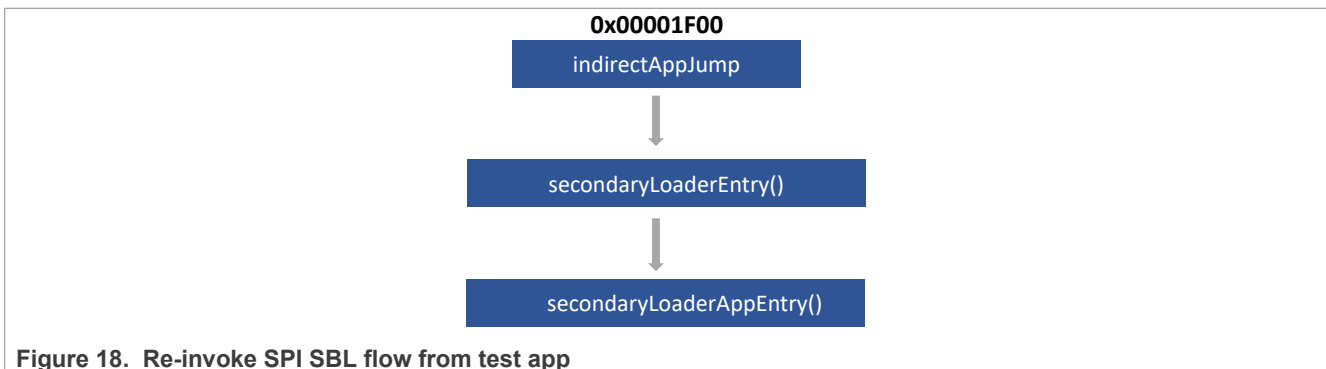 0x00001F00
indirectAppJump
secondaryLoaderEntry()
secondaryLoaderAppEntry()
Figure 18. Re-invoke SPI SBL flow from test app